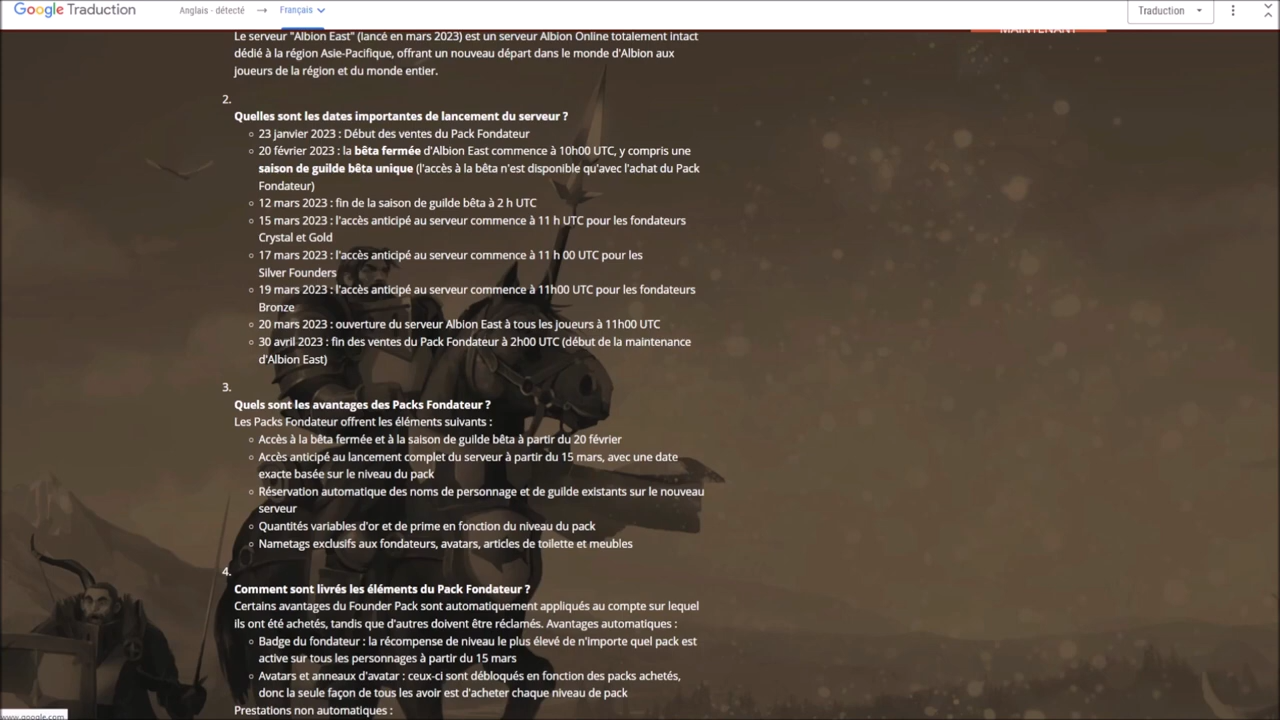 Google Traduction
Anglais - détecté
→
Français
Traduction
MAINTENANT
Le serveur "Albion East" (lancé en mars 2023) est un serveur Albion Online totalement intact
dédié à la région Asie-Pacifique, offrant un nouveau départ dans le monde d'Albion aux
joueurs de la région et du monde entier.
2.
Quelles sont les dates importantes de lancement du serveur ?
23 janvier 2023 : Début des ventes du Pack Fondateur
20 février 2023 : la bêta fermée d'Albion East commence à 10h00 UTC, y compris une
saison de guilde bêta unique (l'accès à la bêta n'est disponible qu'avec l'achat du Pack
Fondateur)
12 mars 2023 : fin de la saison de guilde bêta à 2 h UTC
15 mars 2023 : l'accès anticipé au serveur commence à 11 h UTC pour les fondateurs
Crystal et Gold
17 mars 2023 : l'accès anticipé au serveur commence à 11 h 00 UTC pour les
Silver Founders
19 mars 2023 : l'accès anticipé au serveur commence à 11h00 UTC pour les fondateurs
Bronze
20 mars 2023 : ouverture du serveur Albion East à tous les joueurs à 11h00 UTC
30 avril 2023 : fin des ventes du Pack Fondateur à 2h00 UTC (début de la maintenance
d'Albion East)
3.
Quels sont les avantages des Packs Fondateur ?
Les Packs Fondateur offrent les éléments suivants :
Accès à la bêta fermée et à la saison de guilde bêta à partir du 20 février
Accès anticipé au lancement complet du serveur à partir du 15 mars, avec une date
exacte basée sur le niveau du pack
Réservation automatique des noms de personnage et de guilde existants sur le nouveau
serveur
Quantités variables d'or et de prime en fonction du niveau du pack
Nametags exclusifs aux fondateurs, avatars, articles de toilette et meubles
4.
Comment sont livrés les éléments du Pack Fondateur ?
Certains avantages du Founder Pack sont automatiquement appliqués au compte sur lequel
ils ont été achetés, tandis que d'autres doivent être réclamés. Avantages automatiques :
Badge du fondateur : la récompense de niveau le plus élevé de n'importe quel pack est
active sur tous les personnages à partir du 15 mars
Avatars et anneaux d'avatar : ceux-ci sont débloqués en fonction des packs achetés,
donc la seule façon de tous les avoir est d'acheter chaque niveau de pack
Prestations non automatiques :
www.google.com